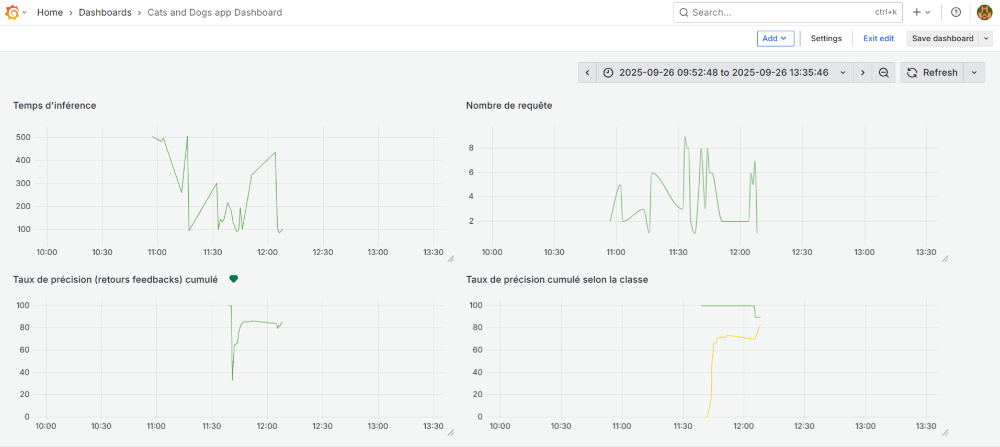 Home › Dashboards › Cats and Dogs app Dashboard
Search... ctrl+k
Add Settings Exit edit Save dashboard
2025-09-26 09:52:48 to 2025-09-26 13:35:46 Refresh
Temps d'inférence
500
400
300
200
100
10:00 10:30 11:00 11:30 12:00 12:30 13:00 13:30
Nombre de requête
8
6
4
2
10:00 10:30 11:00 11:30 12:00 12:30 13:00 13:30
Taux de précision (retours feedbacks) cumulé
100
80
60
40
20
0
10:00 10:30 11:00 11:30 12:00 12:30 13:00 13:30
Taux de précision cumulé selon la classe
100
80
60
40
20
0
10:00 10:30 11:00 11:30 12:00 12:30 13:00 13:30